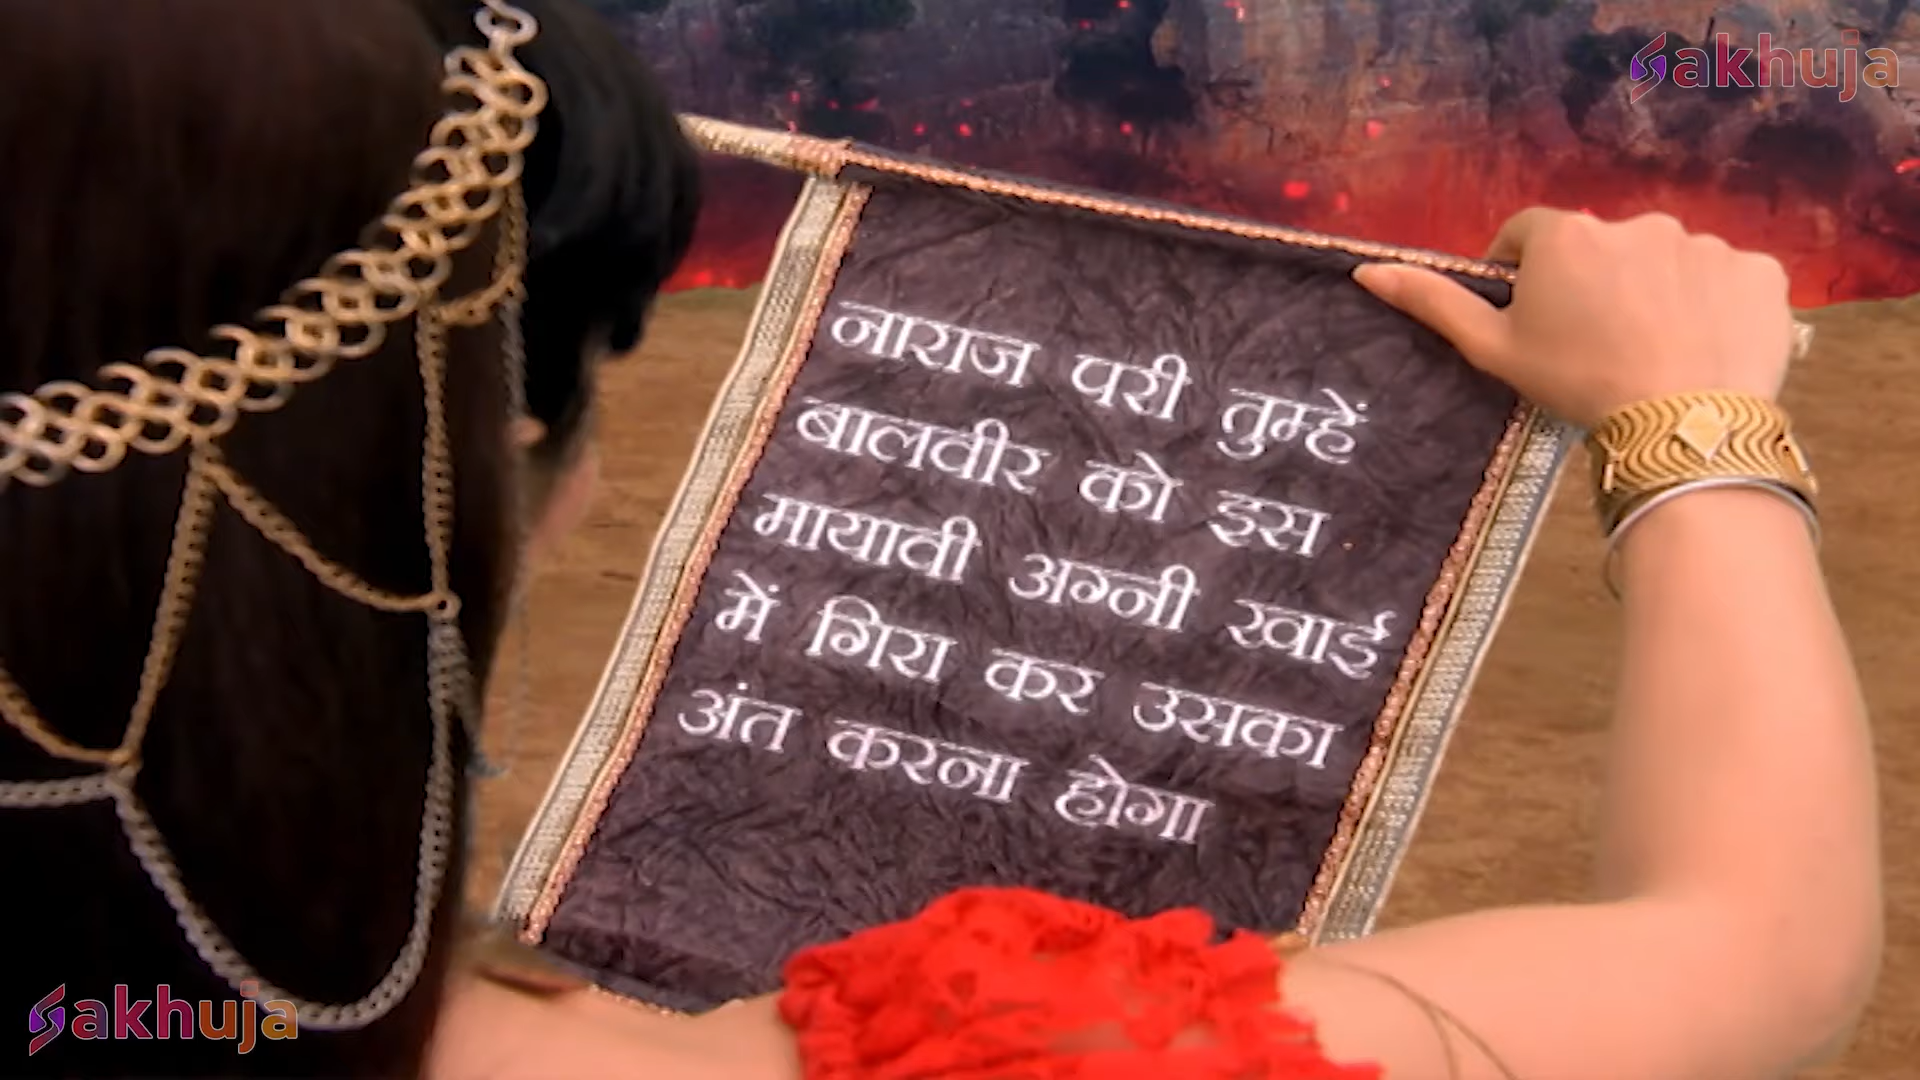 Sakhuja
नाराज परी तुम्हें
बालवीर को इस
मायावी अग्नी खाई
में गिरा कर उसका
अंत करना होगा
Sakhuja